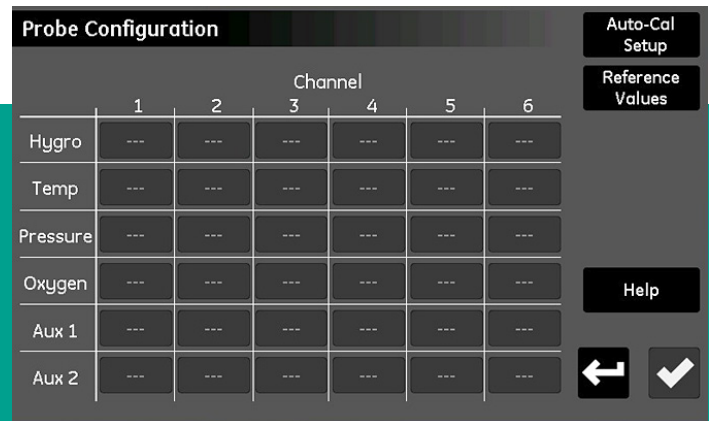 Probe Configuration
Auto-Cal
Setup
Channel
Reference
Values
1 2 3 4 5 6
Hygro --- --- --- --- --- ---
Temp --- --- --- --- --- ---
Pressure --- --- --- --- --- ---
Oxygen --- --- --- --- --- ---
Help
Aux 1 --- --- --- --- --- ---
Aux 2 --- --- --- --- --- ---